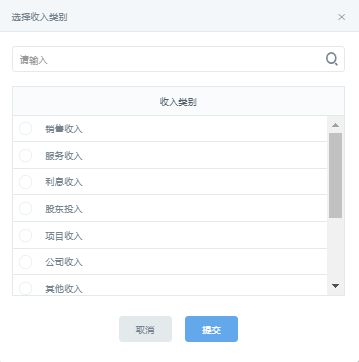 选择收入类别
请输入
收入类别
销售收入
服务收入
利息收入
股东投入
项目收入
公司收入
其他收入
取消
提交